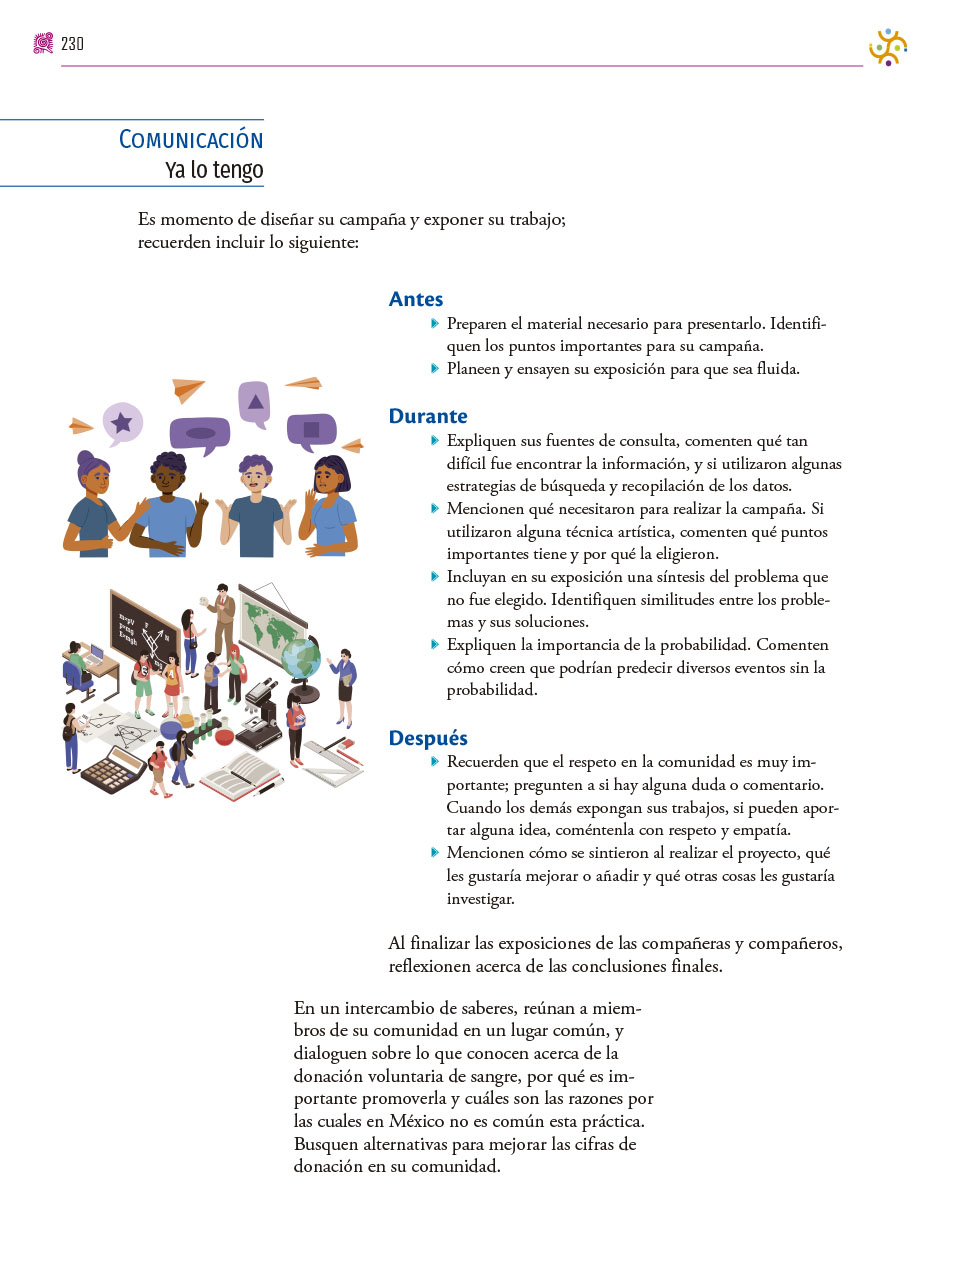 230
COMUNICACIÓN
Ya lo tengo
Es momento de diseñar su campaña y exponer su trabajo;
recuerden incluir lo siguiente:
Antes
Preparen el material necesario para presentarlo. Identifi-
quen los puntos importantes para su campaña.
Planeen y ensayen su exposición para que sea fluida.
Durante
Expliquen sus fuentes de consulta, comenten qué tan
difícil fue encontrar la información, y si utilizaron algunas
estrategias de búsqueda y recopilación de los datos.
Mencionen qué necesitaron para realizar la campaña. Si
utilizaron alguna técnica artística, comenten qué puntos
importantes tiene y por qué la eligieron.
Incluyan en su exposición una síntesis del problema que
no fue elegido. Identifiquen similitudes entre los proble-
mas y sus soluciones.
Expliquen la importancia de la probabilidad. Comenten
cómo creen que podrían predecir diversos eventos sin la
probabilidad.
Después
Recuerden que el respeto en la comunidad es muy im-
portante; pregunten a si hay alguna duda o comentario.
Cuando los demás expongan sus trabajos, si pueden apor-
tar alguna idea, coméntenla con respeto y empatía.
Mencionen cómo se sintieron al realizar el proyecto, qué
les gustaría mejorar o añadir y qué otras cosas les gustaría
investigar.
Al finalizar las exposiciones de las compañeras y compañeros,
reflexionen acerca de las conclusiones finales.
En un intercambio de saberes, reúnan a miem-
bros de su comunidad en un lugar común, y
dialoguen sobre lo que conocen acerca de la
donación voluntaria de sangre, por qué es im-
portante promoverla y cuáles son las razones por
las cuales en México no es común esta práctica.
Busquen alternativas para mejorar las cifras de
donación en su comunidad.